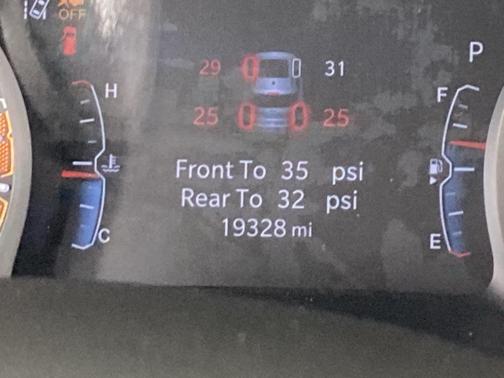 OFF
P
H
29 31
F
25 25
Front To 35 psi
Rear To 32 psi
19328 mi
C
E